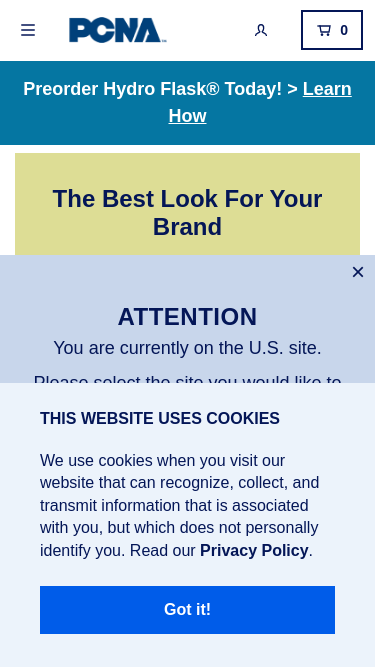 PCNA
0
Preorder Hydro Flask® Today! > Learn
How
The Best Look For Your
Brand
ATTENTION
You are currently on the U.S. site.
Please select the site you would like to
THIS WEBSITE USES COOKIES
We use cookies when you visit our
website that can recognize, collect, and
transmit information that is associated
with you, but which does not personally
identify you. Read our Privacy Policy.
Got it!